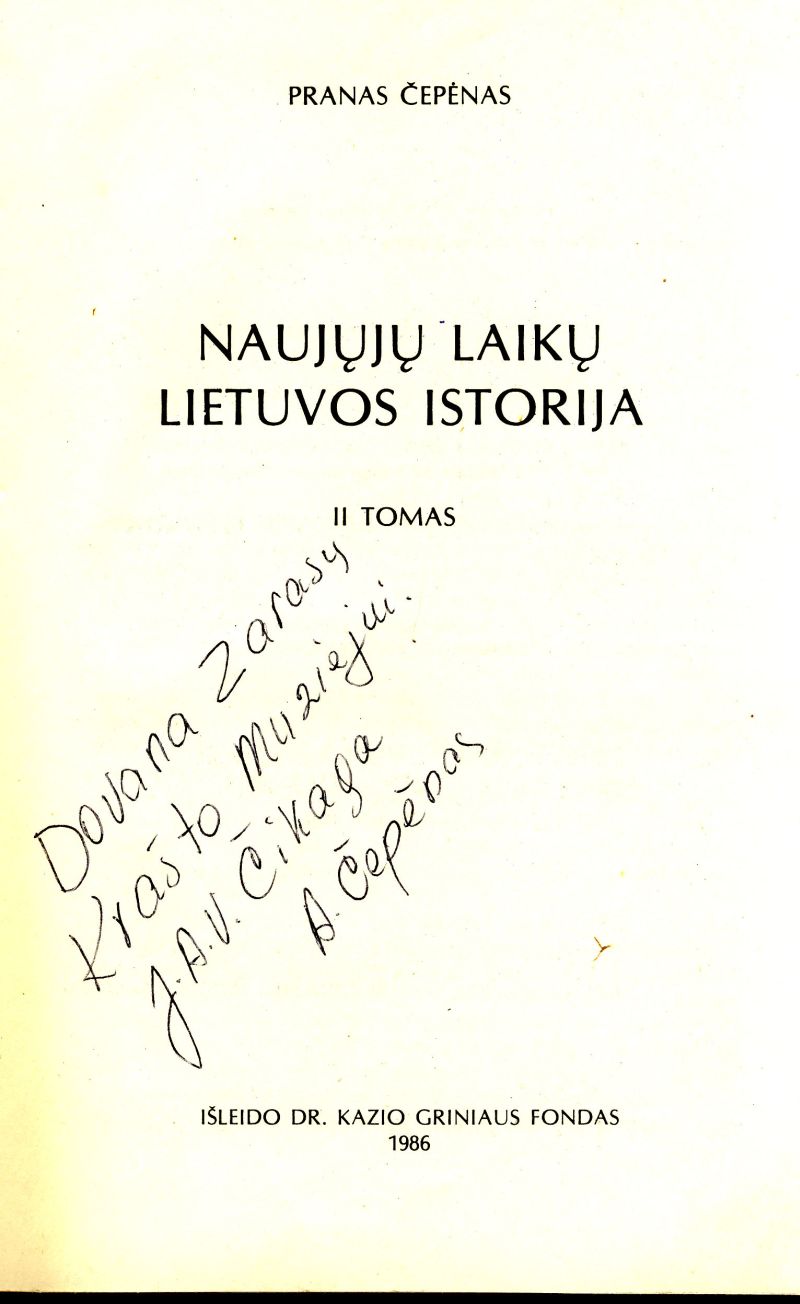 PRANAS ČEPĖNAS
NAUJŲJŲ LAIKŲ
LIETUVOS ISTORIJA
II TOMAS
Dovana Zarasų
Krašto Muziejui.
J.A.V. Čikaga
A. Čepėnas
IŠLEIDO DR. KAZIO GRINIAUS FONDAS
1986